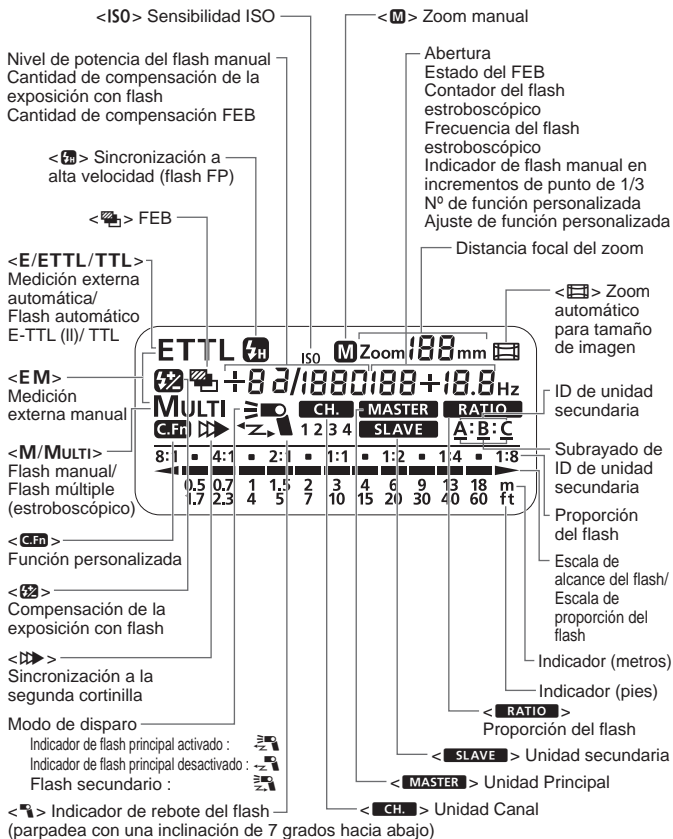 <ISO> Sensibilidad ISO
<M> Zoom manual
Nivel de potencia del flash manual
Cantidad de compensación de la
exposición con flash
Cantidad de compensación FEB
Abertura
Estado del FEB
Contador del flash
estroboscópico
Frecuencia del flash
estroboscópico
Indicador de flash manual en
incrementos de punto de 1/3
Nº de función personalizada
Ajuste de función personalizada
< > Sincronización a
alta velocidad (flash FP)
< > FEB
Distancia focal del zoom
<E/ETTL/TTL>
Medición externa
automática/
Flash automático
E-TTL (II)/ TTL
< > Zoom
automático
para tamaño
de imagen
<EM>
Medición
externa manual
<M/MULTI>
Flash manual/
Flash múltiple
(estroboscópico)
ETTL H ISO M Zoom 188 mm
+8 a/1880188+18.8 Hz
MULTI CH. MASTER RATIO
C.Fn 1 2 3 4 SLAVE A:B:C
8:1 4:1 2:1 1:1 1:2 1:4 1:8
0.5 0.7 1 1.5 2 3 4 6 9 13 18 m
1.7 2.3 4 5 7 10 15 20 30 40 60 ft
ID de unidad
secundaria
Subrayado de
ID de unidad
secundaria
Proporción
del flash
Escala de
alcance del flash/
Escala de
proporción del
flash
Indicador (metros)
Indicador (pies)
<C.Fn>
Función personalizada
< >
Compensación de la
exposición con flash
< >
Sincronización a la
segunda cortinilla
Modo de disparo
Indicador de flash principal activado :
Indicador de flash principal desactivado :
Flash secundario :
< RATIO >
Proporción del flash
< SLAVE > Unidad secundaria
< MASTER > Unidad Principal
< CH. > Unidad Canal
< > Indicador de rebote del flash
(parpadea con una inclinación de 7 grados hacia abajo)